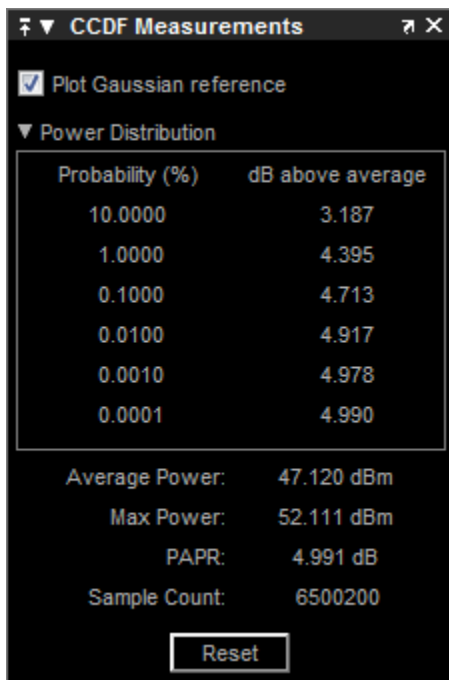 CCDF Measurements
Plot Gaussian reference
Power Distribution
Probability (%) dB above average
10.0000 3.187
1.0000 4.395
0.1000 4.713
0.0100 4.917
0.0010 4.978
0.0001 4.990
Average Power: 47.120 dBm
Max Power: 52.111 dBm
PAPR: 4.991 dB
Sample Count: 6500200
Reset